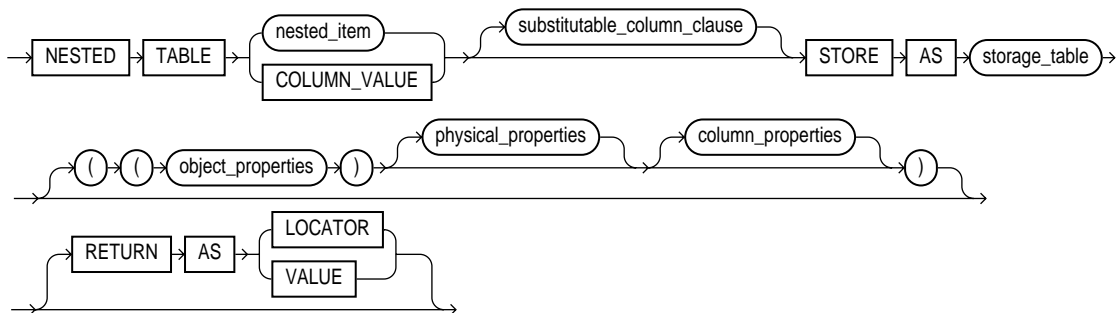 NESTED TABLE nested_item substitutable_column_clause STORE AS storage_table
COLUMN_VALUE
( ( object_properties ) physical_properties column_properties )
RETURN AS LOCATOR
VALUE